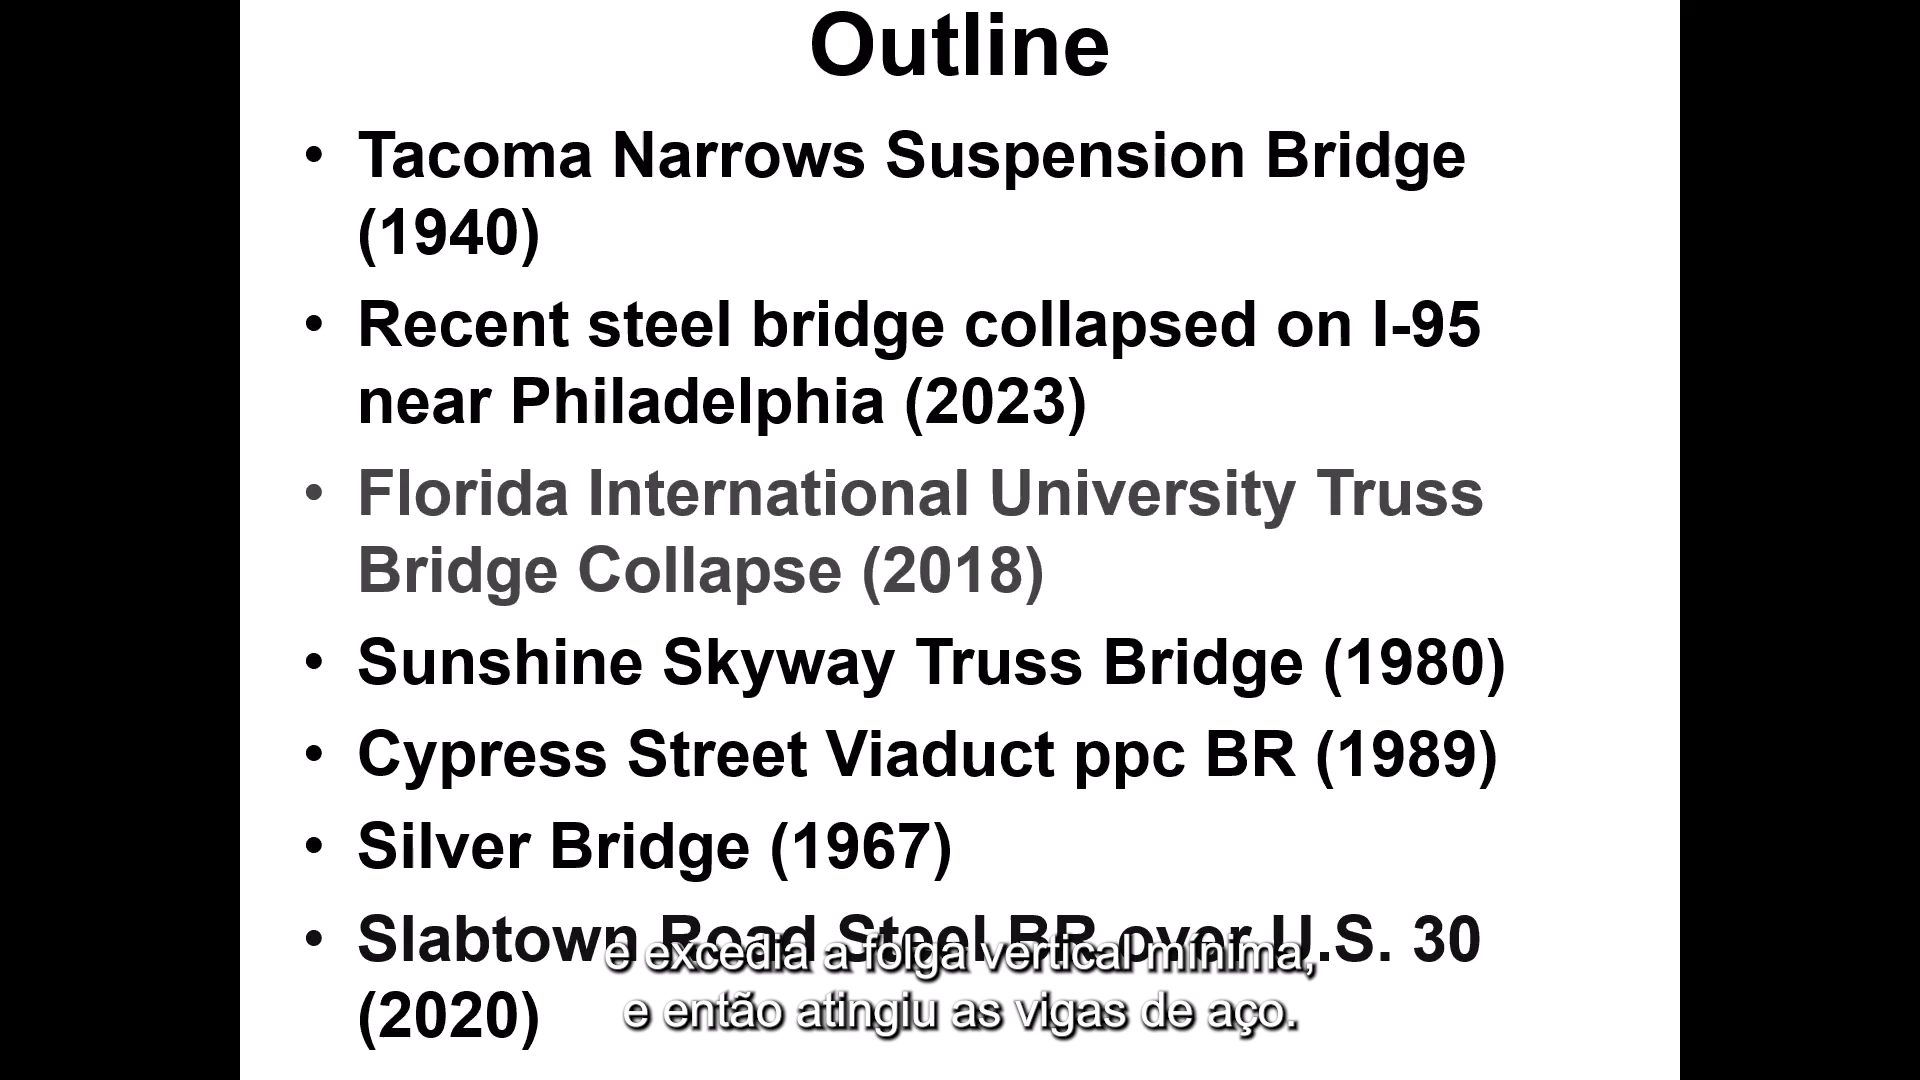 Outline
• Tacoma Narrows Suspension Bridge
(1940)
• Recent steel bridge collapsed on I-95
near Philadelphia (2023)
• Florida International University Truss
Bridge Collapse (2018)
• Sunshine Skyway Truss Bridge (1980)
• Cypress Street Viaduct ppc BR (1989)
• Silver Bridge (1967)
• Slabtown Road Steel BR over U.S. 30
(2020)
e excedia a folga vertical mínima,
e então atingiu as vigas de aço.